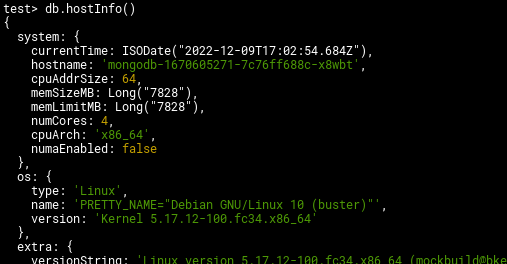 test> db.hostInfo()
{
  system: {
    currentTime: ISODate("2022-12-09T17:02:54.684Z"),
    hostname: 'mongodb-1670605271-7c76ff688c-x8wbt',
    cpuAddrSize: 64,
    memSizeMB: Long("7828"),
    memLimitMB: Long("7828"),
    numCores: 4,
    cpuArch: 'x86_64',
    numaEnabled: false
  },
  os: {
    type: 'Linux',
    name: 'PRETTY_NAME="Debian GNU/Linux 10 (buster)"',
    version: 'Kernel 5.17.12-100.fc34.x86_64'
  },
  extra: {
    versionString: 'Linux version 5.17.12-100.fc34.x86_64 (mockbuild@bke